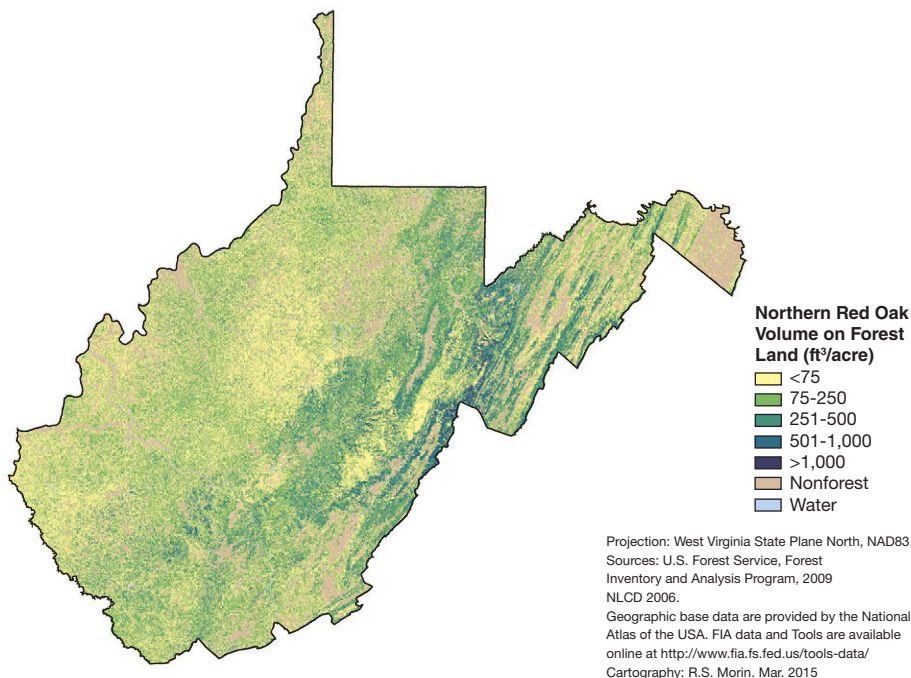 Northern Red Oak
Volume on Forest
Land (ft³/acre)
<75
75-250
251-500
501-1,000
>1,000
Nonforest
Water
Projection: West Virginia State Plane North, NAD83.
Sources: U.S. Forest Service, Forest
Inventory and Analysis Program, 2009
NLCD 2006.
Geographic base data are provided by the National
Atlas of the USA. FIA data and Tools are available
online at http://www.fia.fs.fed.us/tools-data/
Cartography: R.S. Morin. Mar. 2015